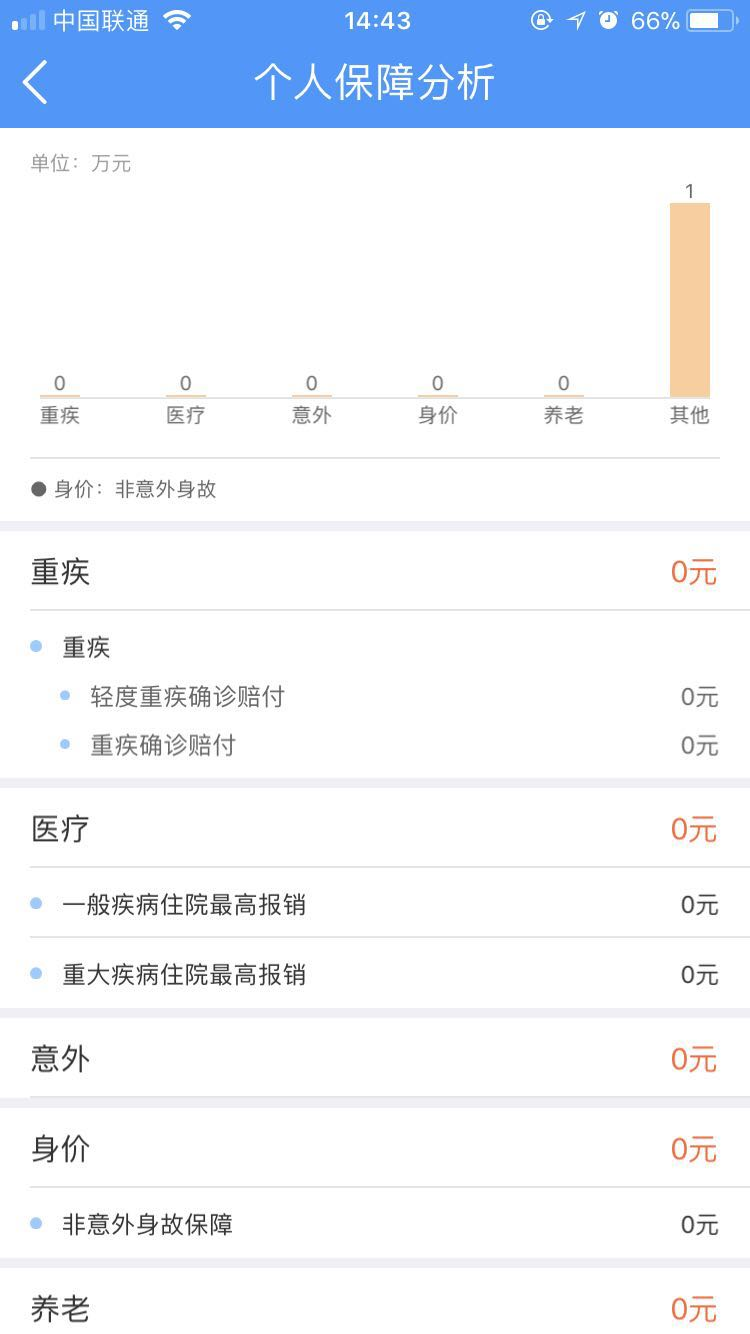 中国联通 14:43 66%
个人保障分析
单位：万元
1
0 0 0 0 0
重疾 医疗 意外 身价 养老 其他
身价：非意外身故
重疾 0元
重疾
轻度重疾确诊赔付 0元
重疾确诊赔付 0元
医疗 0元
一般疾病住院最高报销 0元
重大疾病住院最高报销 0元
意外 0元
身价 0元
非意外身故保障 0元
养老 0元